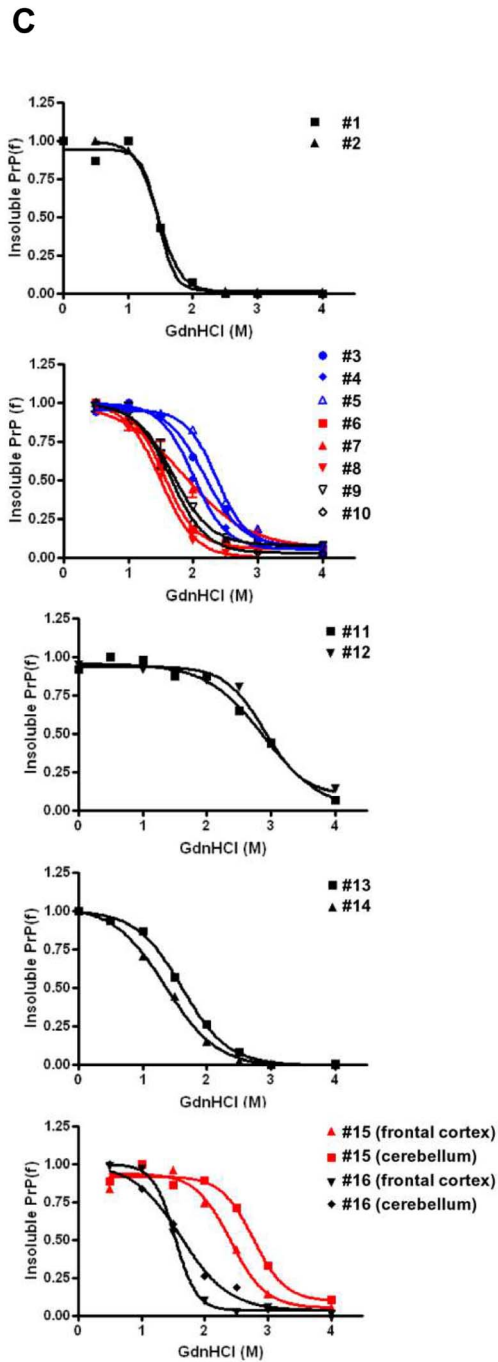 C
1.25
1.00
0.75
0.50
0.25
0.00
0 1 2 3 4
Insoluble PrP(f)
GdnHCl (M)
#1
#2
1.25
1.00
0.75
0.50
0.25
0.00
0 1 2 3 4
Insoluble PrP (f)
GdnHCl (M)
#3
#4
#5
#6
#7
#8
#9
#10
1.25
1.00
0.75
0.50
0.25
0.00
0 1 2 3 4
Insoluble PrP(f)
GdnHCl (M)
#11
#12
1.25
1.00
0.75
0.50
0.25
0.00
0 1 2 3 4
Insoluble PrP(f)
GdnHCl (M)
#13
#14
1.25
1.00
0.75
0.50
0.25
0.00
0 1 2 3 4
Insoluble PrP(f)
GdnHCl (M)
#15 (frontal cortex)
#15 (cerebellum)
#16 (frontal cortex)
#16 (cerebellum)